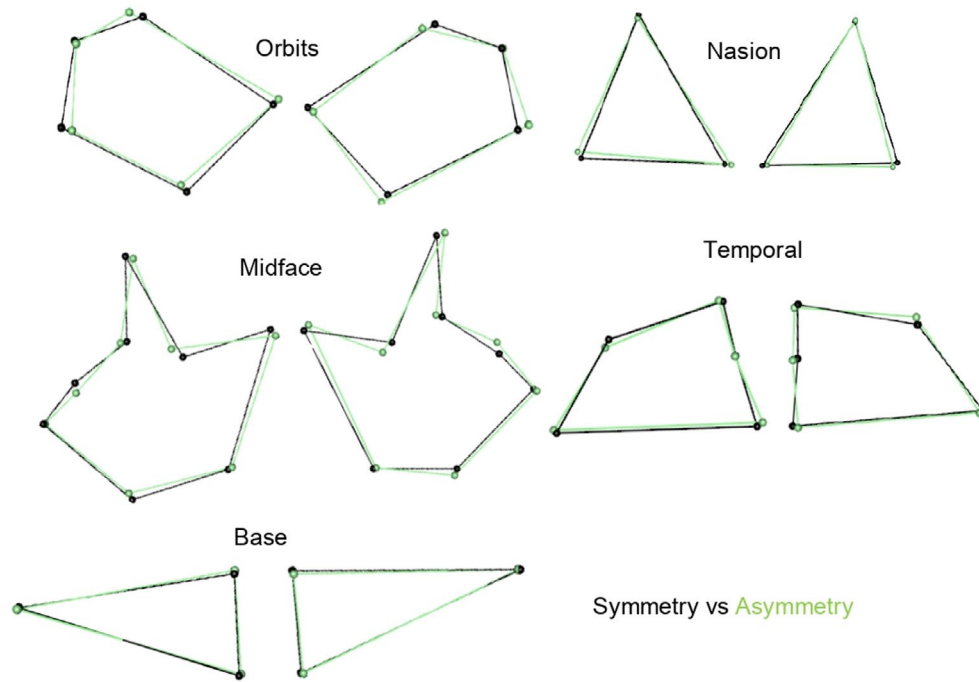 Orbits
Nasion
Midface
Temporal
Base
Symmetry vs Asymmetry